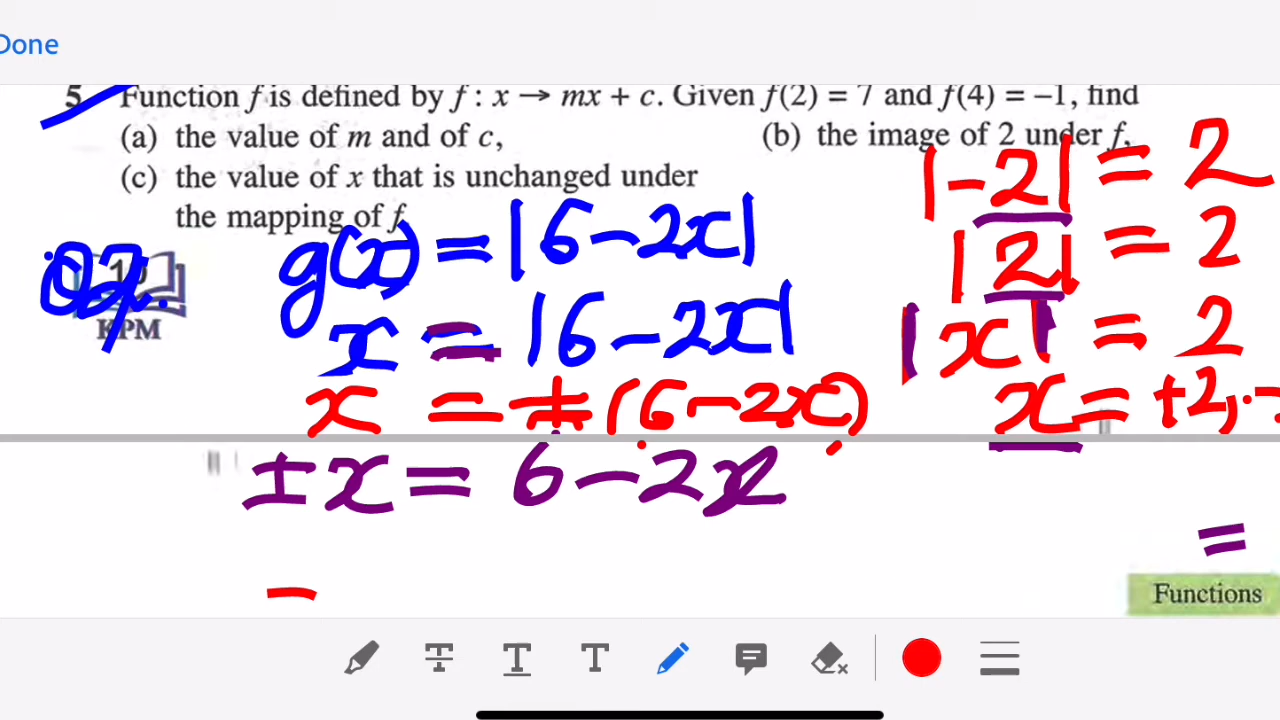 Done
5 Function f is defined by f : x → mx + c. Given f(2) = 7 and f(4) = −1, find
(a) the value of m and of c,
(b) the image of 2 under f,
(c) the value of x that is unchanged under
the mapping of f
KPM
g(x) = |6−2x|
x = |6−2x|
x = ±(6−2x)
±x = 6−2x
|−2| = 2
|2| = 2
|x| = 2
x = +2,-
=
−
Functions
T
T
T